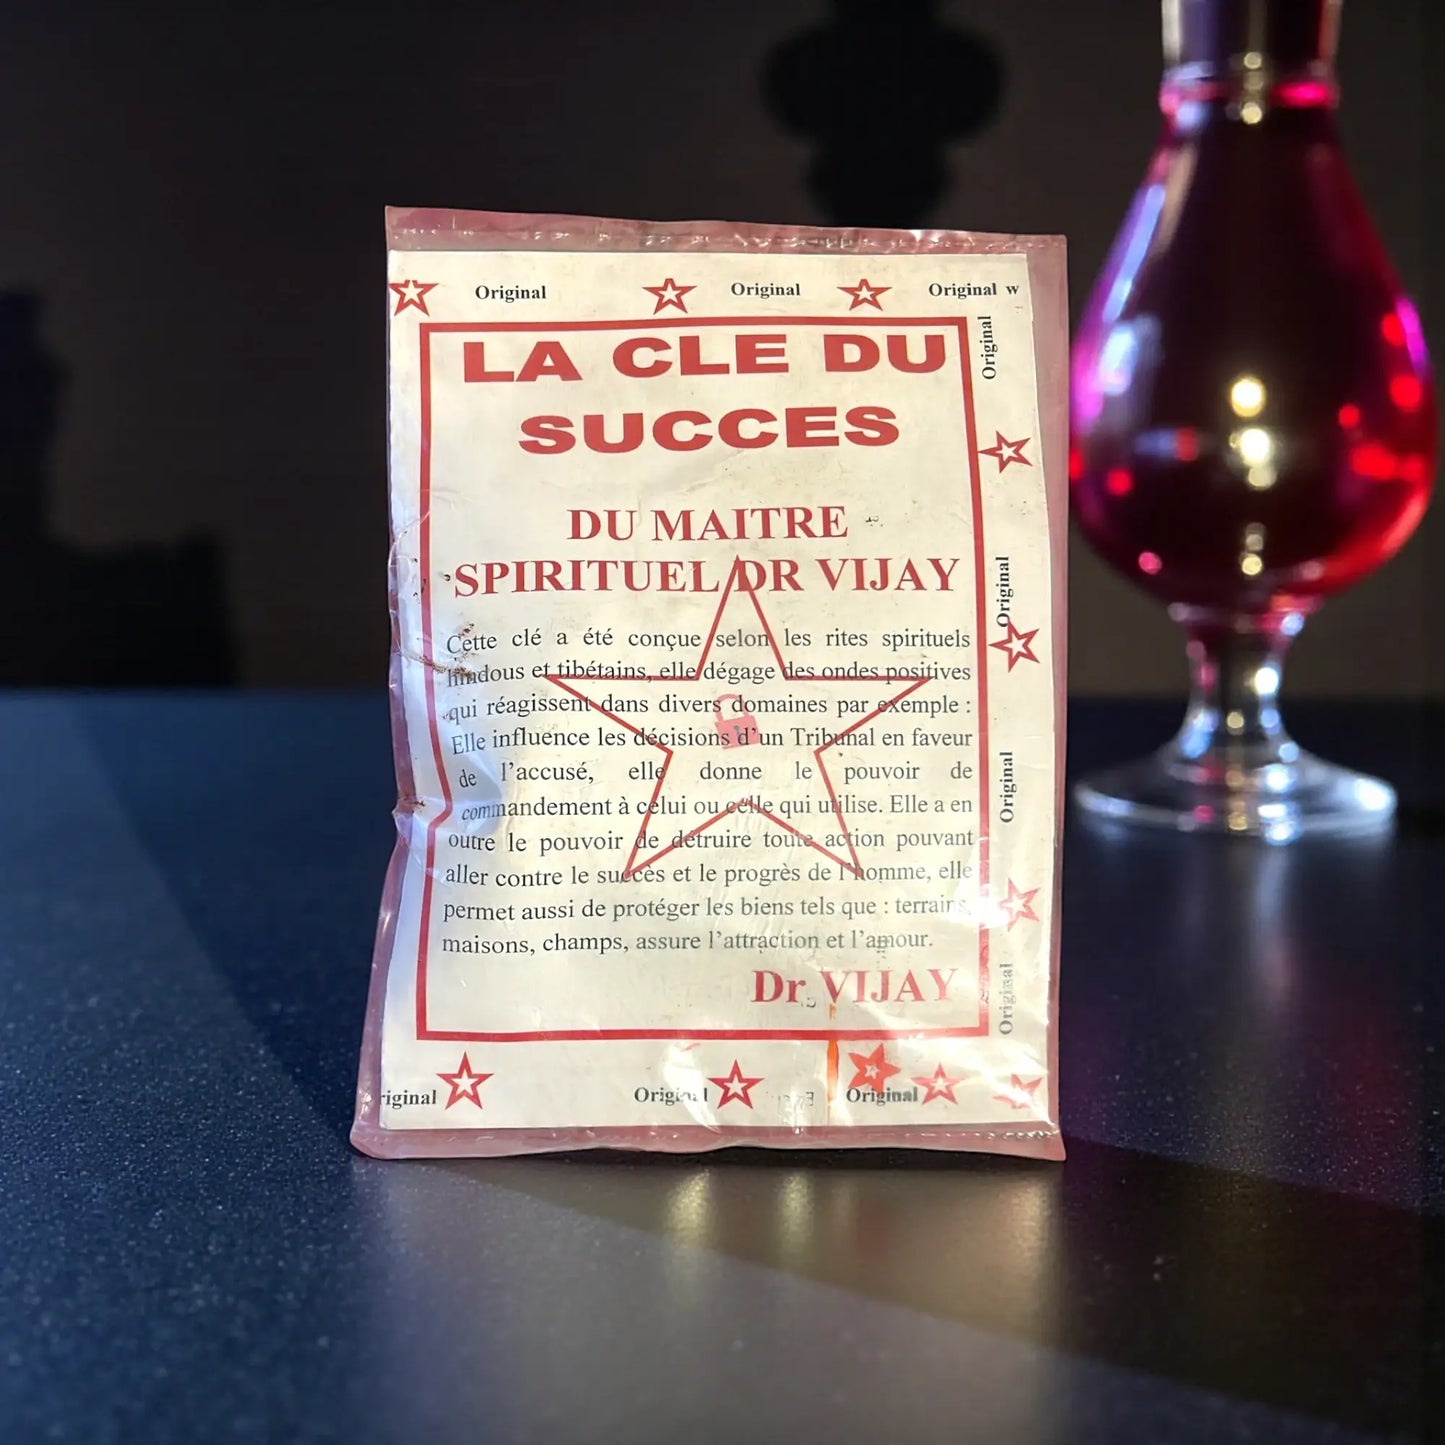 Original Original Original w
Original
LA CLE DU
SUCCES
DU MAITRE
SPIRITUEL DR VIJAY
Cette clé a été conçue selon les rites spirituels
hindous et tibétains, elle dégage des ondes positives
qui réagissent dans divers domaines par exemple :
Elle influence les décisions d'un Tribunal en faveur
de l'accusé, elle donne le pouvoir de
commandement à celui ou celle qui utilise. Elle a en
outre le pouvoir de détruire toute action pouvant
aller contre le succès et le progrès de l'homme, elle
permet aussi de protéger les biens tels que : terrains,
maisons, champs, assure l'attraction et l'amour.
Dr VIJAY
Original
Original
Original
riginal Original Original